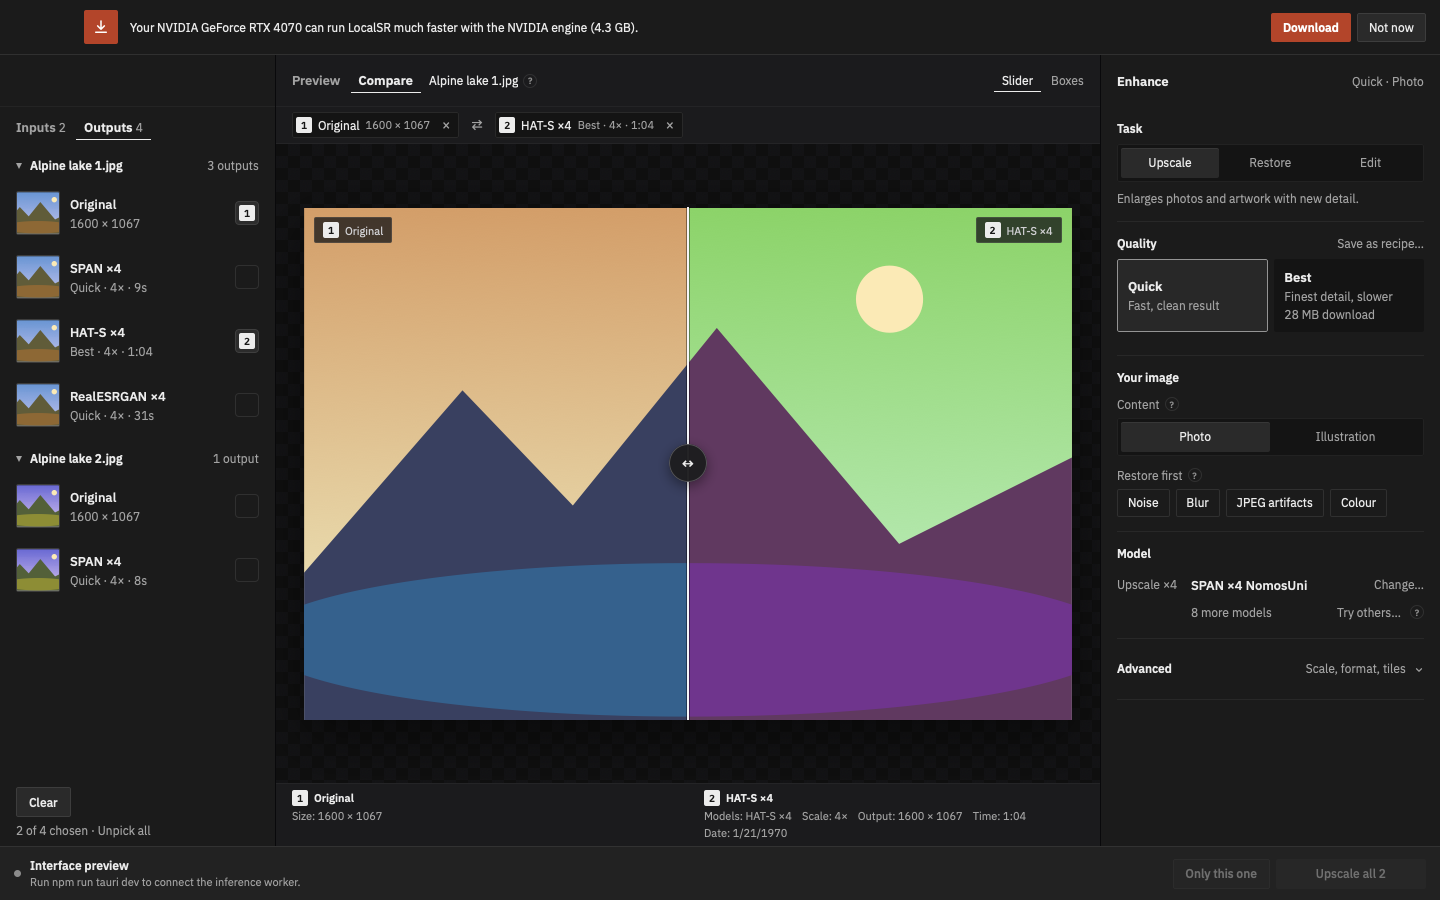 Your NVIDIA GeForce RTX 4070 can run LocalSR much faster with the NVIDIA engine (4.3 GB).
Download
Not now
Inputs 2
Outputs 4
Alpine lake 1.jpg
3 outputs
Original
1600 × 1067
1
SPAN ×4
Quick · 4× · 9s
HAT-S ×4
Best · 4× · 1:04
2
RealESRGAN ×4
Quick · 4× · 31s
Alpine lake 2.jpg
1 output
Original
1600 × 1067
SPAN ×4
Quick · 4× · 8s
Clear
2 of 4 chosen · Unpick all
Preview
Compare
Alpine lake 1.jpg
?
Slider
Boxes
1 Original 1600 × 1067 ×
⇄
2 HAT-S ×4 Best · 4× · 1:04 ×
1 Original
2 HAT-S ×4
1 Original
Size: 1600 × 1067
2 HAT-S ×4
Models: HAT-S ×4 Scale: 4× Output: 1600 × 1067 Time: 1:04
Date: 1/21/1970
Enhance
Quick · Photo
Task
Upscale
Restore
Edit
Enlarges photos and artwork with new detail.
Quality
Save as recipe...
Quick
Fast, clean result
Best
Finest detail, slower
28 MB download
Your image
Content ?
Photo
Illustration
Restore first ?
Noise
Blur
JPEG artifacts
Colour
Model
Upscale ×4
SPAN ×4 NomosUni
Change...
8 more models
Try others... ?
Advanced
Scale, format, tiles
Interface preview
Run npm run tauri dev to connect the inference worker.
Only this one
Upscale all 2